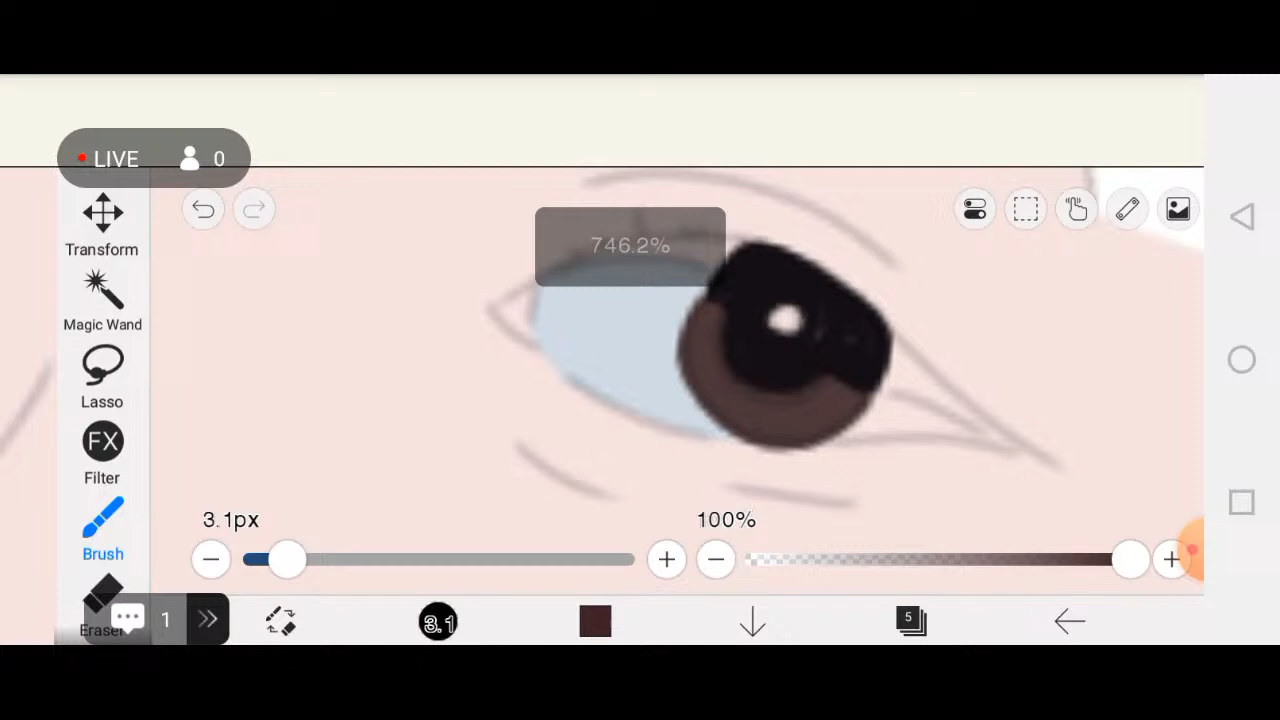 LIVE 0
Transform
746.2%
Magic Wand
Lasso
FX
Filter
3.1px
100%
Brush
Eraser
1
3.1
5